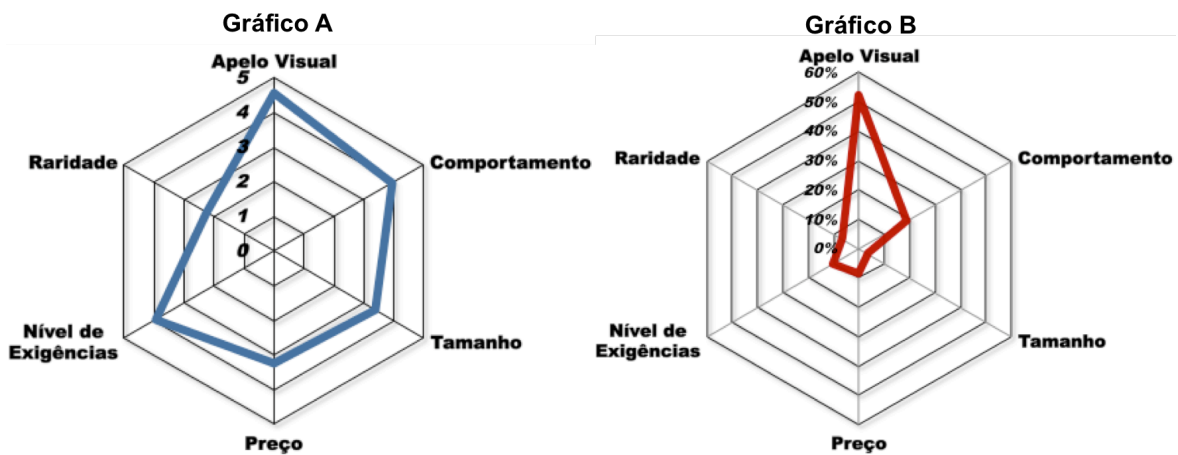 Gráfico A
Apelo Visual
5
4
3
2
1
0
Raridade
Comportamento
Nível de
Exigências
Tamanho
Preço
Gráfico B
Apelo Visual
60%
50%
40%
30%
20%
10%
0%
Raridade
Comportamento
Nível de
Exigências
Tamanho
Preço